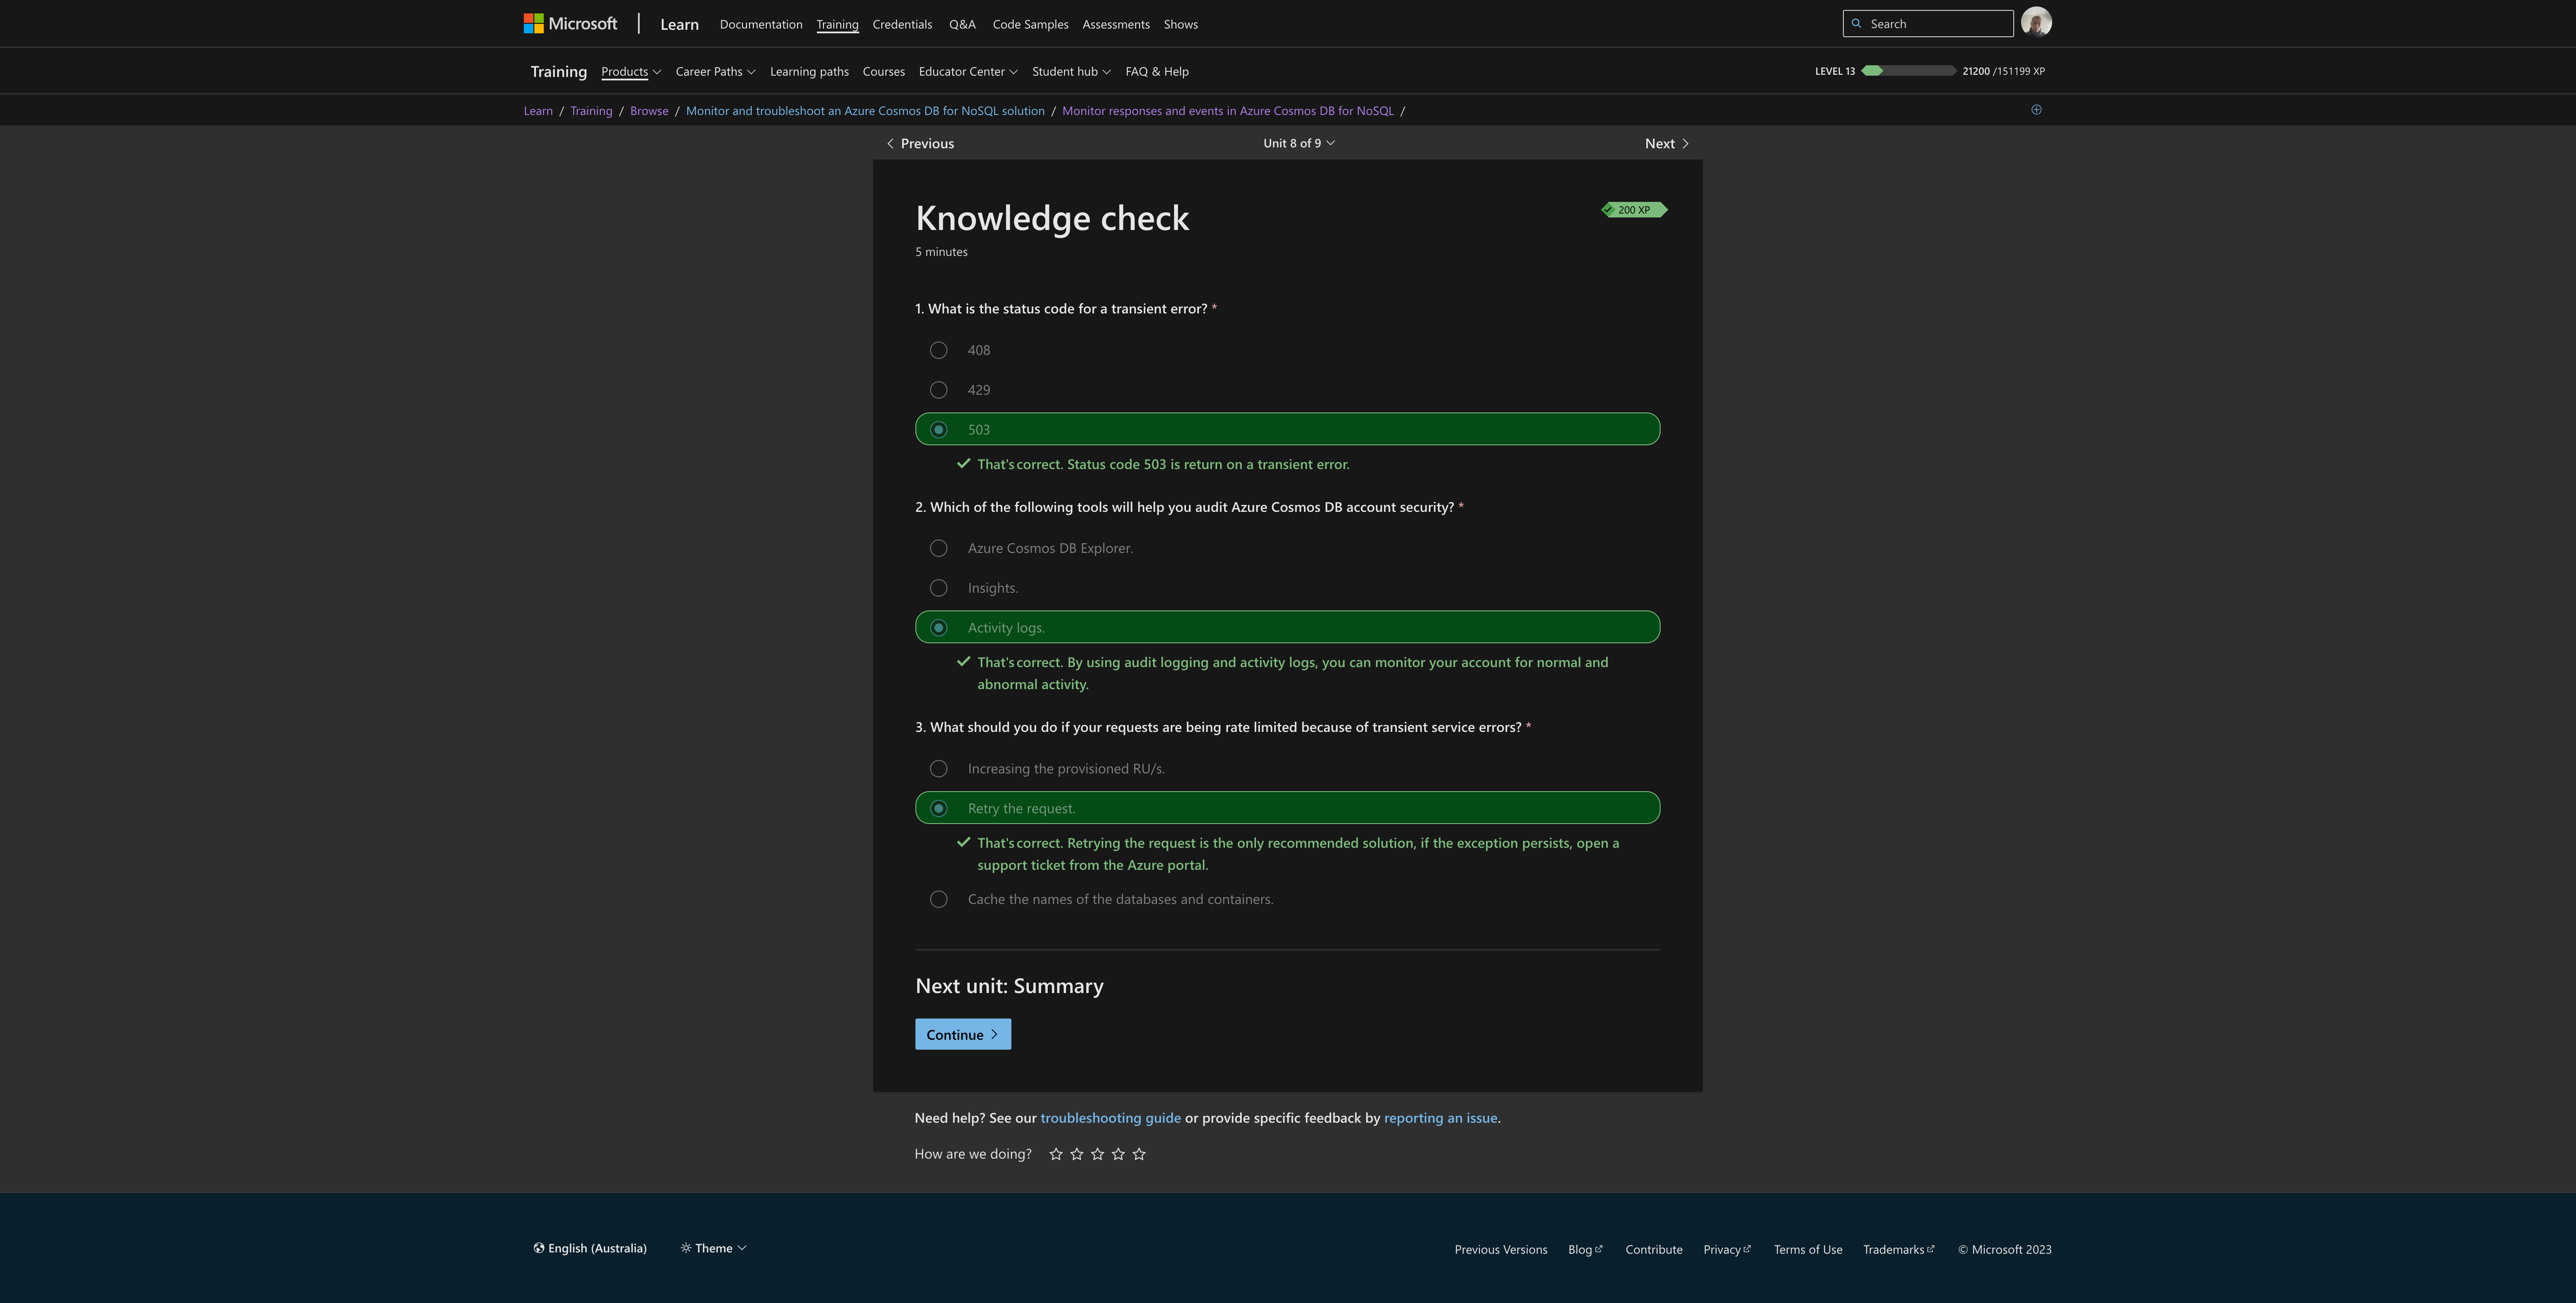 Microsoft
Learn Documentation Training Credentials Q&A Code Samples Assessments Shows
Search
Training Products Career Paths Learning paths Courses Educator Center Student hub FAQ & Help
LEVEL 13 21200 /151199 XP
Learn / Training / Browse / Monitor and troubleshoot an Azure Cosmos DB for NoSQL solution / Monitor responses and events in Azure Cosmos DB for NoSQL /
Previous Unit 8 of 9 Next
Knowledge check
200 XP
5 minutes
1. What is the status code for a transient error? *
408
429
503
That's correct. Status code 503 is return on a transient error.
2. Which of the following tools will help you audit Azure Cosmos DB account security? *
Azure Cosmos DB Explorer.
Insights.
Activity logs.
That's correct. By using audit logging and activity logs, you can monitor your account for normal and
abnormal activity.
3. What should you do if your requests are being rate limited because of transient service errors? *
Increasing the provisioned RU/s.
Retry the request.
That's correct. Retrying the request is the only recommended solution, if the exception persists, open a
support ticket from the Azure portal.
Cache the names of the databases and containers.
Next unit: Summary
Continue
Need help? See our troubleshooting guide or provide specific feedback by reporting an issue.
How are we doing?
English (Australia) Theme
Previous Versions Blog Contribute Privacy Terms of Use Trademarks © Microsoft 2023